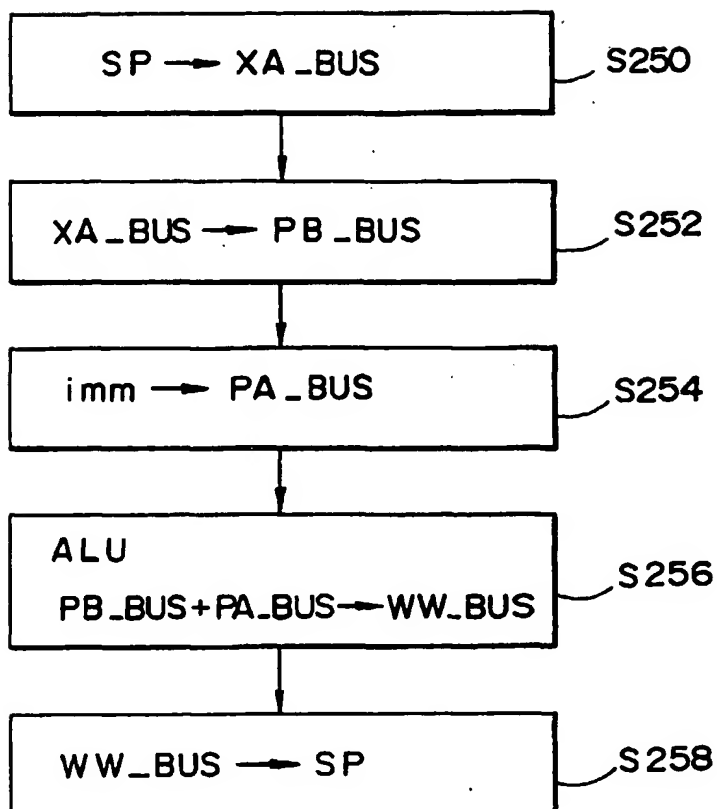 SP → XA_BUS
S250
XA_BUS → PB_BUS
S252
imm → PA_BUS
S254
ALU
PB_BUS+PA_BUS→WW_BUS
S256
WW_BUS → SP
S258